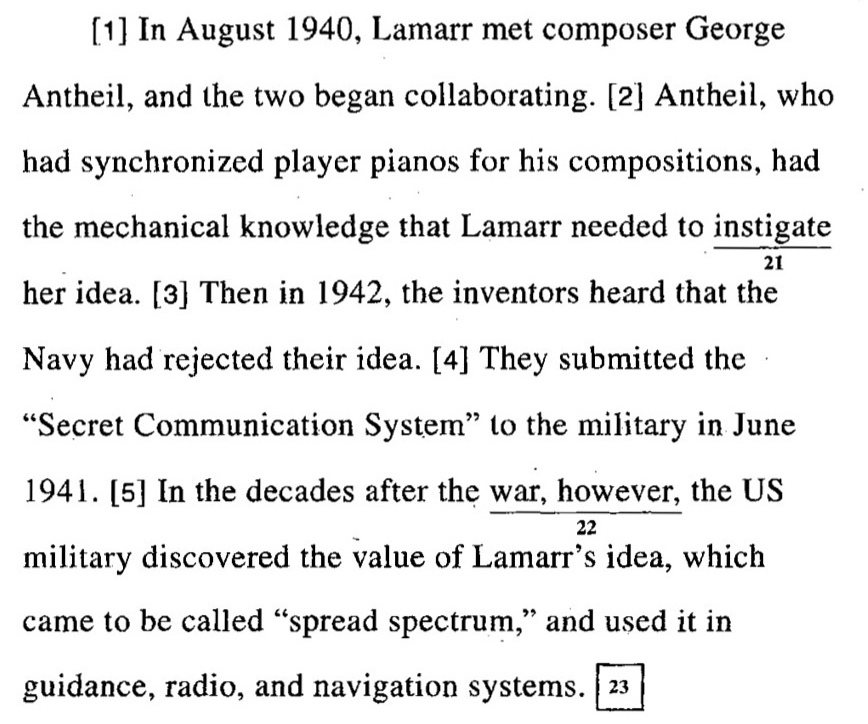 [1] In August 1940, Lamarr met composer George
Antheil, and the two began collaborating. [2] Antheil, who
had synchronized player pianos for his compositions, had
the mechanical knowledge that Lamarr needed to instigate
21
her idea. [3] Then in 1942, the inventors heard that the
Navy had rejected their idea. [4] They submitted the
“Secret Communication System” to the military in June
1941. [5] In the decades after the war, however, the US
22
military discovered the value of Lamarr’s idea, which
came to be called “spread spectrum,” and used it in
guidance, radio, and navigation systems. 23